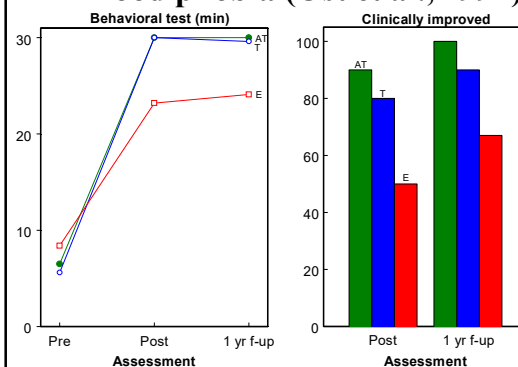 Behavioral test (min)
30
20
10
0
AT
T
E
Pre
Post
1 yr f-up
Assessment
Clinically improved
100
80
60
40
20
0
AT
T
E
Post
1 yr f-up
Assessment